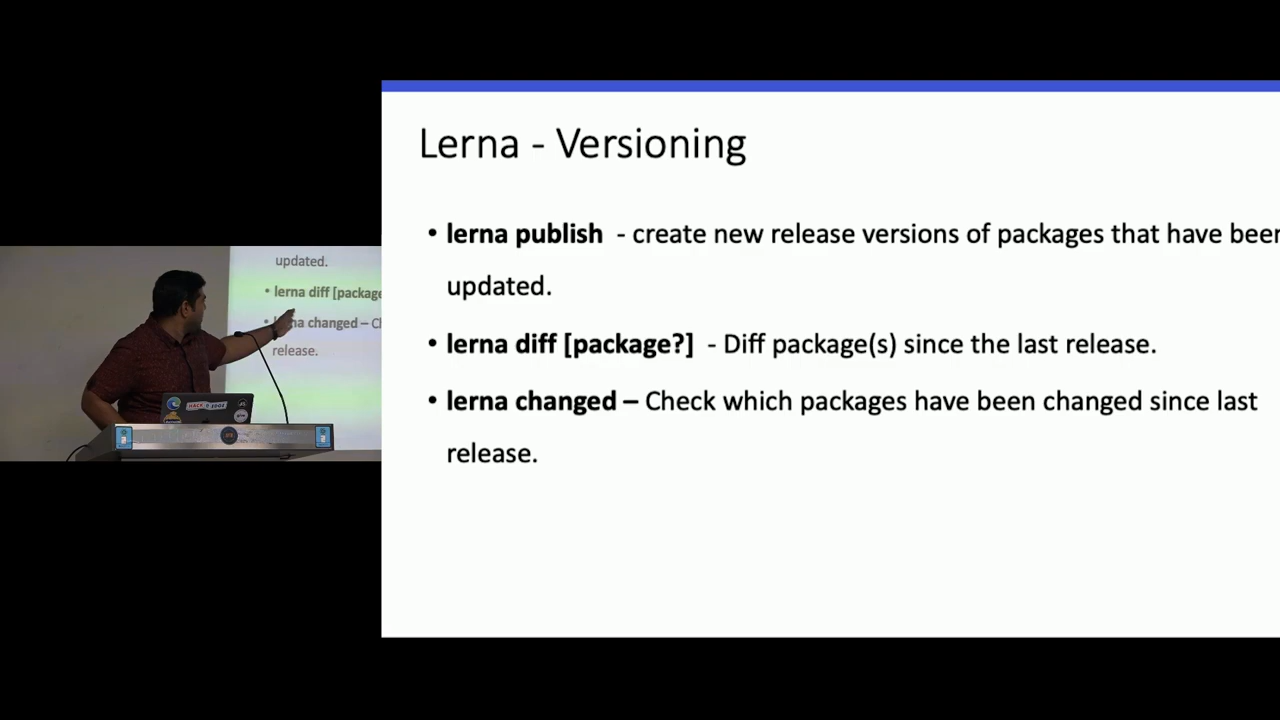 Lerna - Versioning
• lerna publish - create new release versions of packages that have been
updated.
• lerna diff [package?] - Diff package(s) since the last release.
• lerna changed – Check which packages have been changed since last
release.
updated.
• lerna diff [package
changed – C
release.